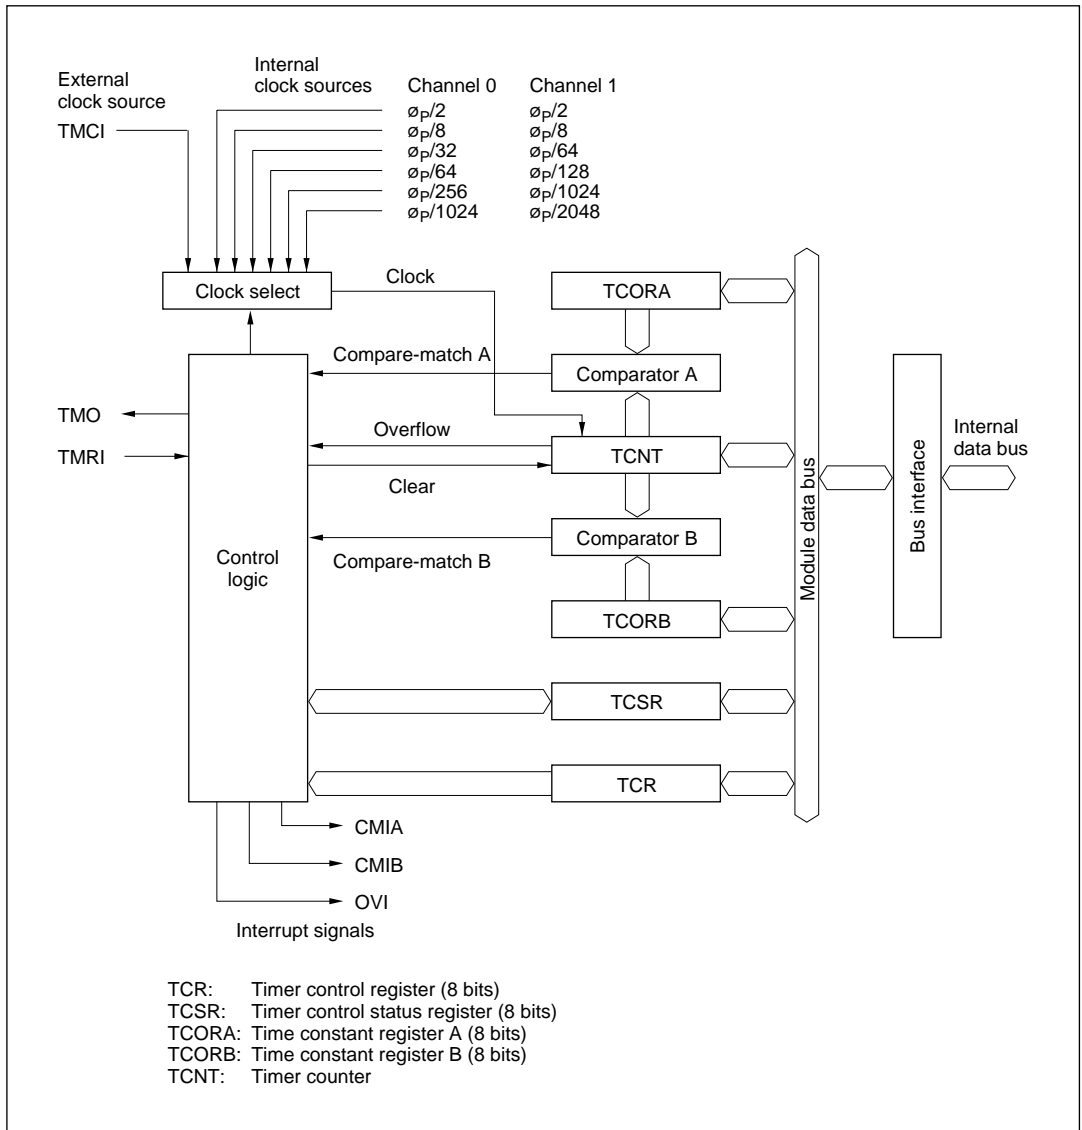 External
clock source
TMCI
Internal
clock sources
Channel 0
Channel 1
øP/2
øP/2
øP/8
øP/8
øP/32
øP/64
øP/64
øP/128
øP/256
øP/1024
øP/1024
øP/2048
Clock select
Clock
TCORA
Compare-match A
Comparator A
TMO
Overflow
TCNT
TMRI
Clear
Internal
data bus
Module data bus
Bus interface
Comparator B
Compare-match B
Control
logic
TCORB
TCSR
TCR
CMIA
CMIB
OVI
Interrupt signals
TCR: Timer control register (8 bits)
TCSR: Timer control status register (8 bits)
TCORA: Time constant register A (8 bits)
TCORB: Time constant register B (8 bits)
TCNT: Timer counter